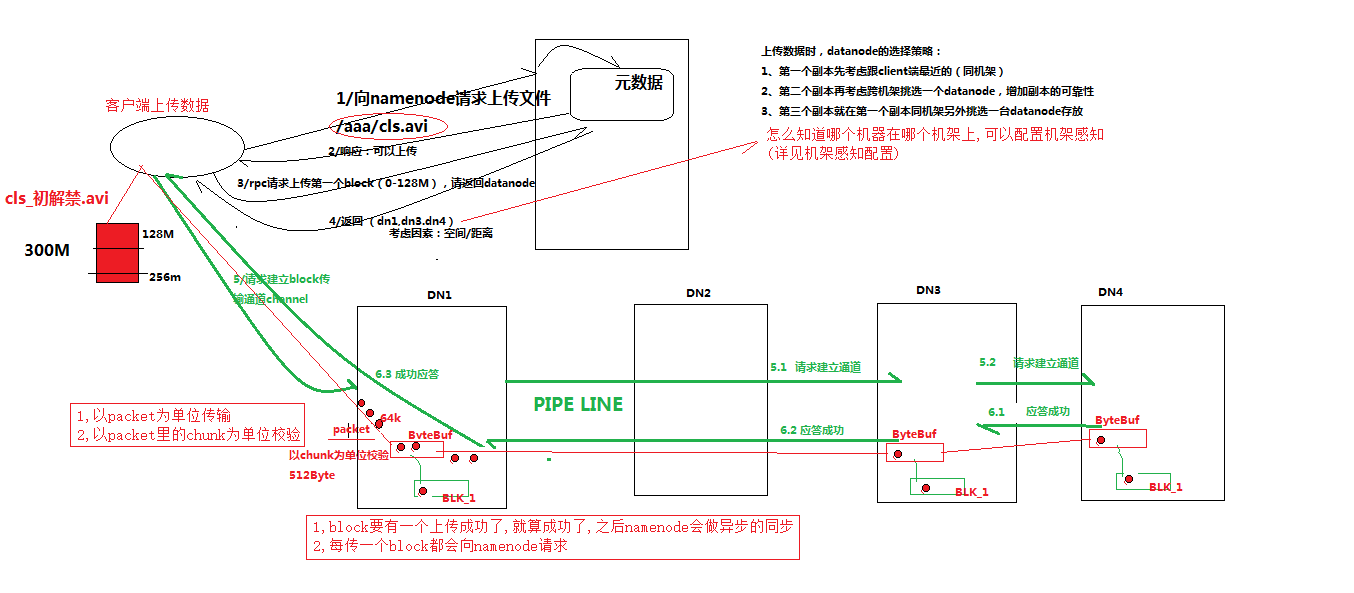 上传数据时，datanode的选择策略：
1、第一个副本先考虑跟client端是最近的（同机架）
2、第二个副本再考虑跨机架挑选一个datanode，增加副本的可靠性
3、第三个副本就在第一个副本同机架另外挑选一台datanode存放
怎么知道哪个机器在哪个机架上,可以配置机架感知
(详见机架感知配置)
元数据
客户端上传数据
1/向namenode请求上传文件
/aaa/cls.avi
2/响应：可以上传
3/rpc请求上传第一个block（0-128M），请返回datanode
4/返回（dn1,dn3.dn4）
考虑因素：空间/距离
cls_初解禁.avi
300M
128M
256m
5/请求建立block传
输通道channel
DN1
DN2
DN3
DN4
6.3 成功应答
5.1 请求建立通道
5.2 请求建立通道
PIPE LINE
6.1 应答成功
6.2 应答成功
1,以packet为单位传输
2,以packet里的chunk为单位校验
64k
packet
ByteBuf
ByteBuf
ByteBuf
以chunk为单位校验
512Byte
BLK_1
BLK_1
BLK_1
1,block要有一个上传成功了,就算成功了,之后namenode会做异步的同步
2,每传一个block都会向namenode请求